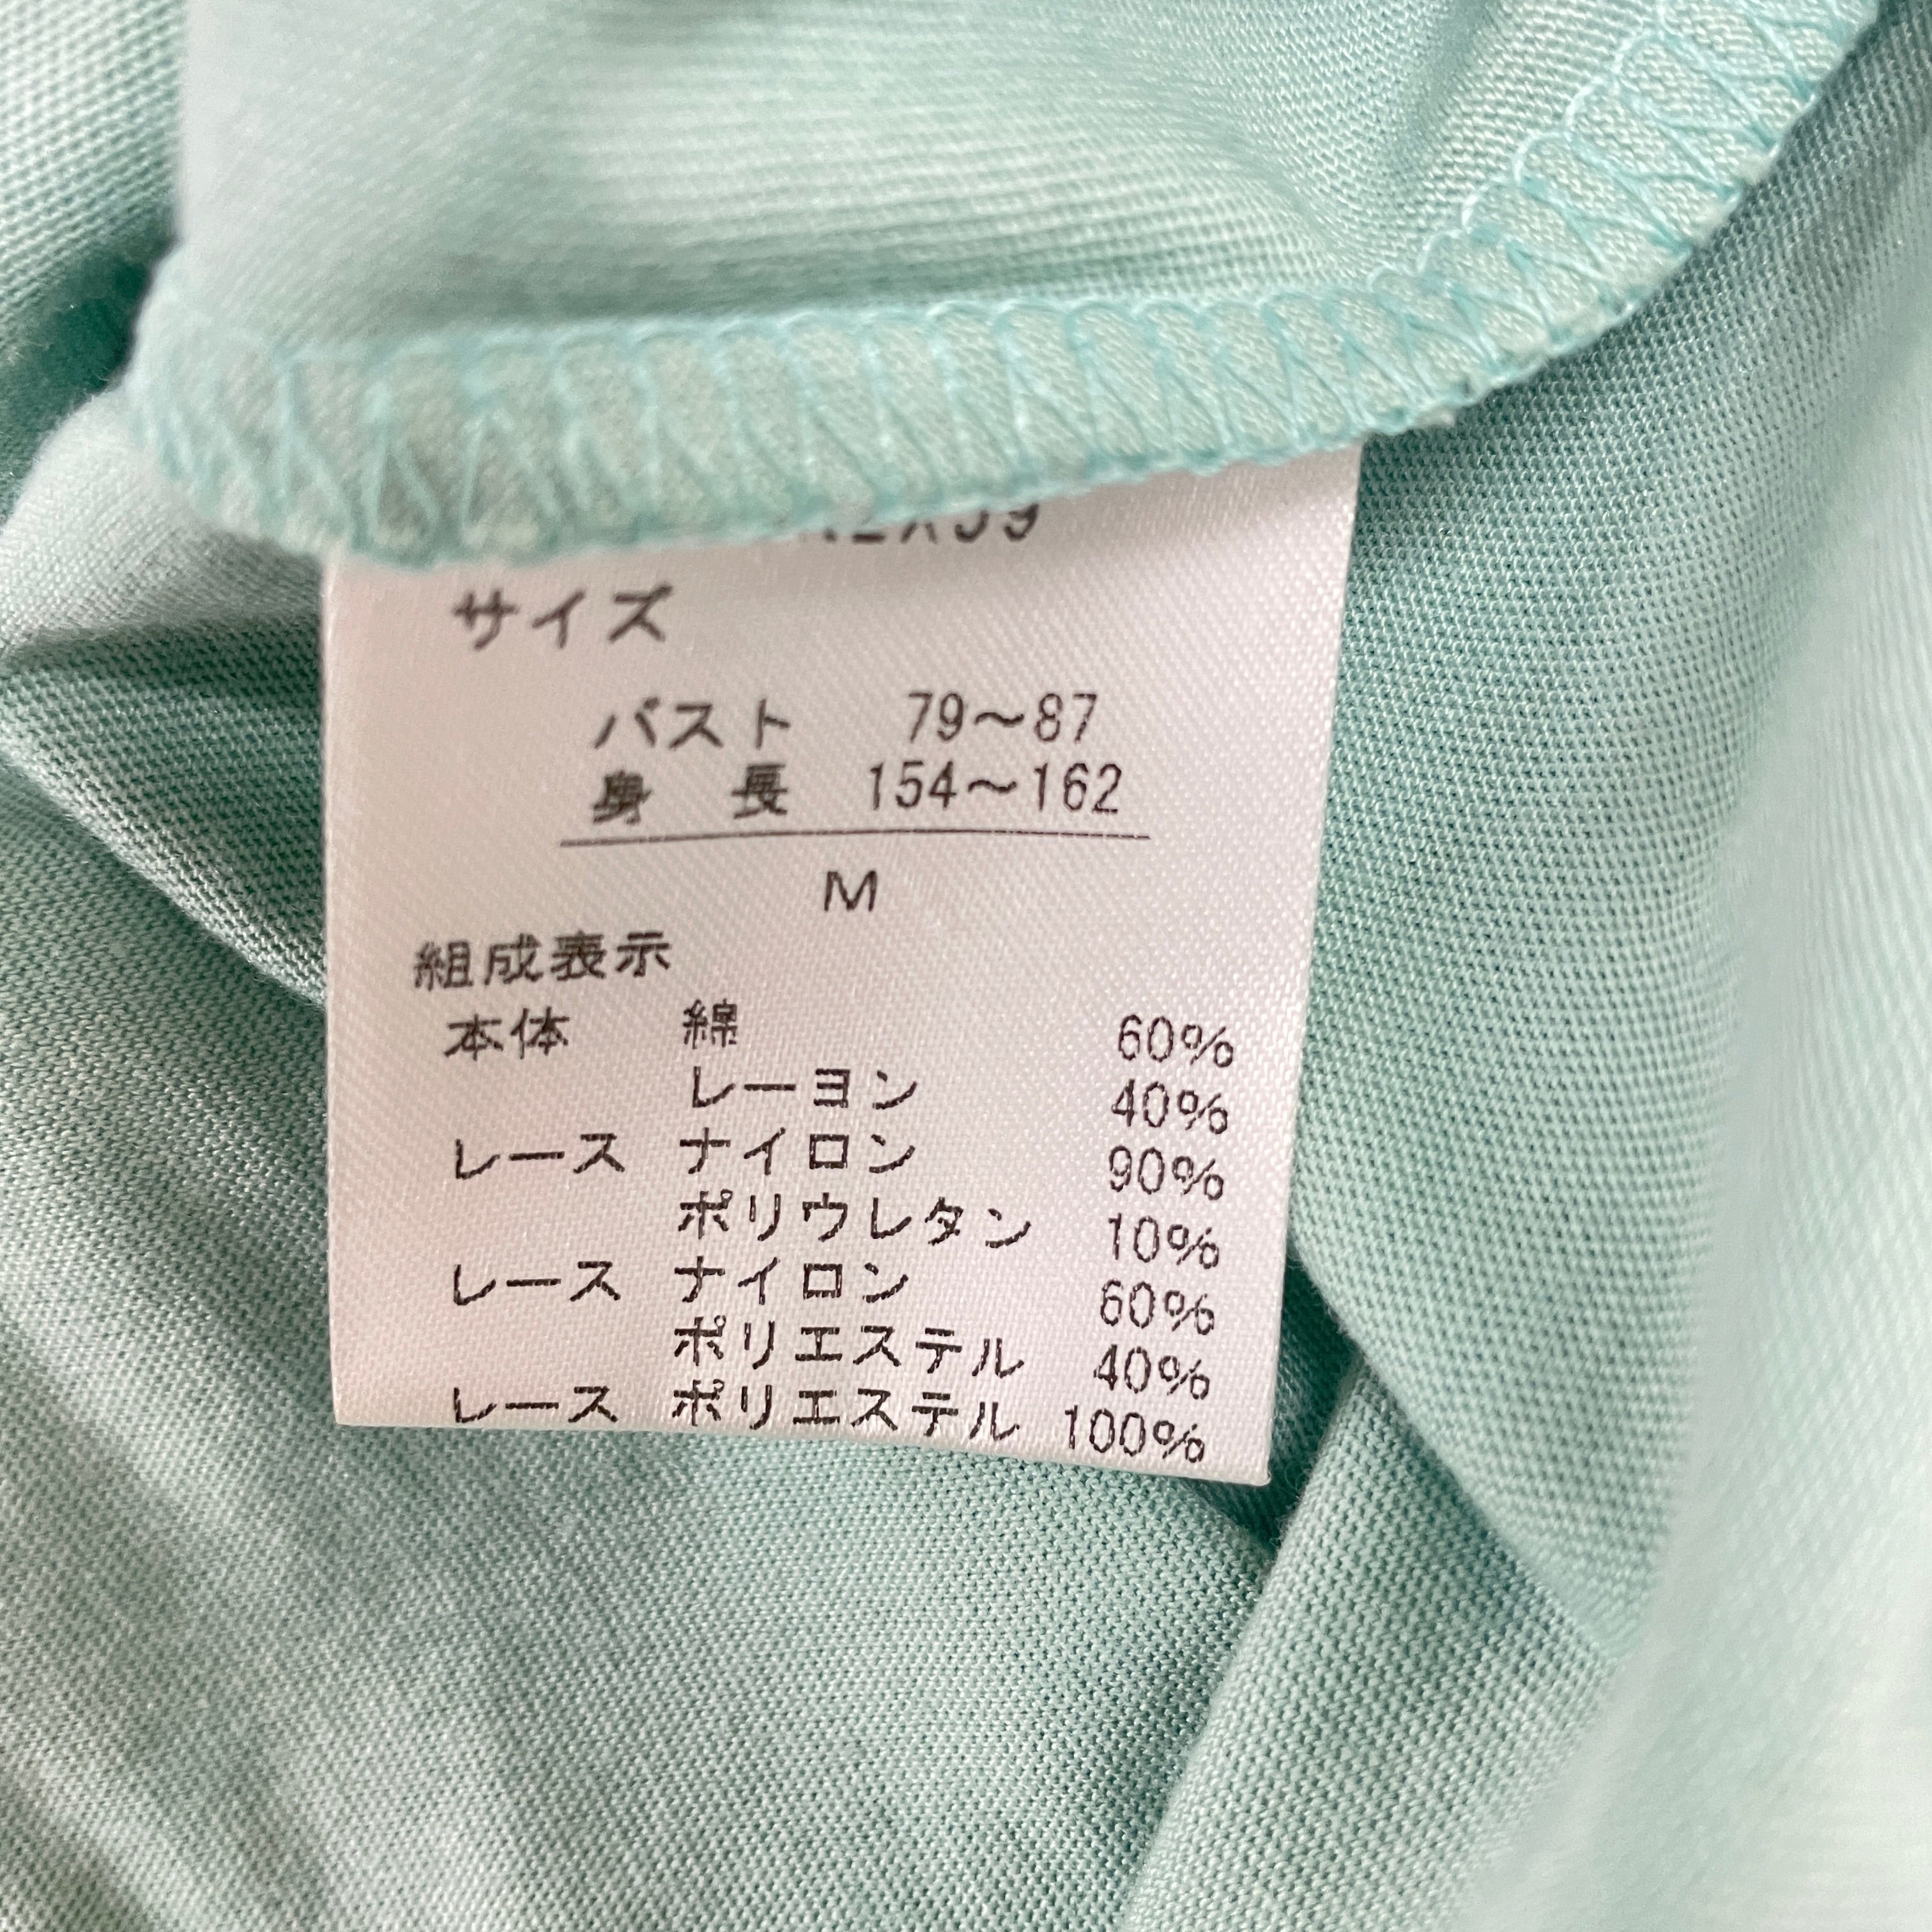 サイズ
バスト 79～87
身長 154～162
M
組成表示
本体 綿 60%
レーヨン 40%
レース ナイロン 90%
ポリウレタン 10%
レース ナイロン 60%
ポリエステル 40%
レース ポリエステル 100%